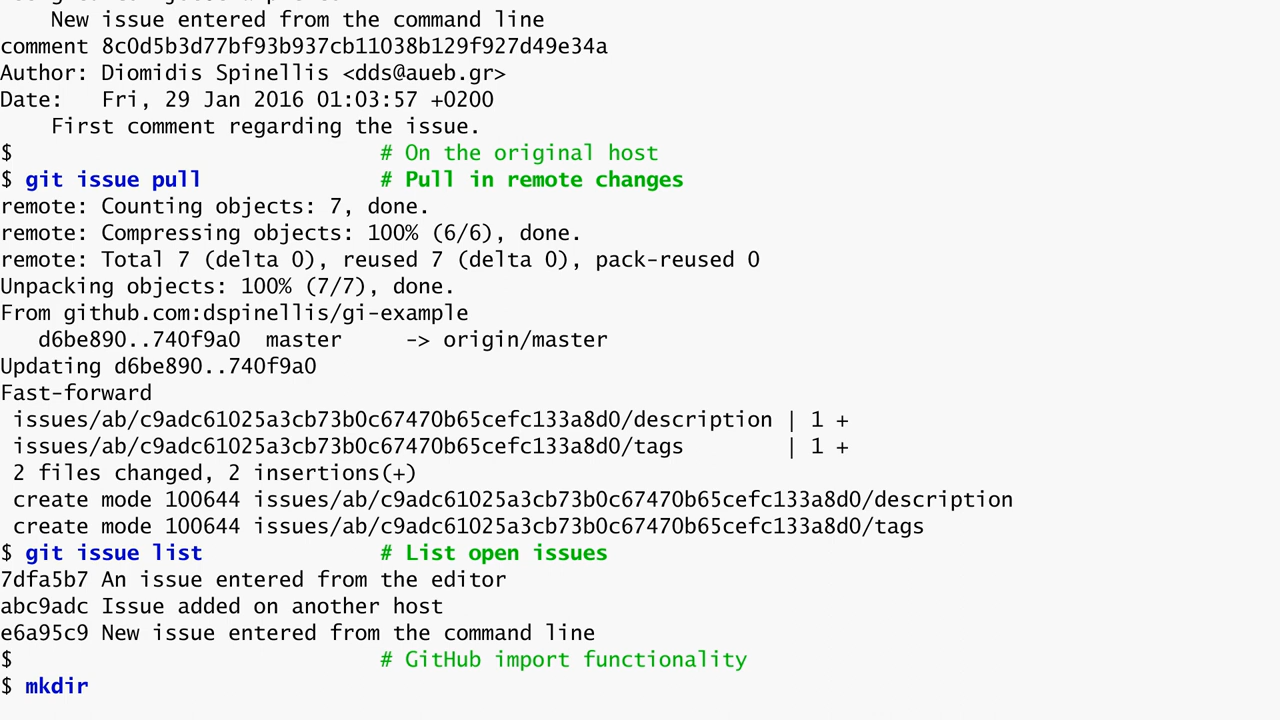 New issue entered from the command line
comment 8c0d5b3d77bf93b937cb11038b129f927d49e34a
Author: Diomidis Spinellis <dds@aueb.gr>
Date:   Fri, 29 Jan 2016 01:03:57 +0200
    First comment regarding the issue.
$                             # On the original host
$ git issue pull              # Pull in remote changes
remote: Counting objects: 7, done.
remote: Compressing objects: 100% (6/6), done.
remote: Total 7 (delta 0), reused 7 (delta 0), pack-reused 0
Unpacking objects: 100% (7/7), done.
From github.com:dspinellis/gi-example
   d6be890..740f9a0  master     -> origin/master
Updating d6be890..740f9a0
Fast-forward
 issues/ab/c9adc61025a3cb73b0c67470b65cefc133a8d0/description | 1 +
 issues/ab/c9adc61025a3cb73b0c67470b65cefc133a8d0/tags        | 1 +
 2 files changed, 2 insertions(+)
 create mode 100644 issues/ab/c9adc61025a3cb73b0c67470b65cefc133a8d0/description
 create mode 100644 issues/ab/c9adc61025a3cb73b0c67470b65cefc133a8d0/tags
$ git issue list              # List open issues
7dfa5b7 An issue entered from the editor
abc9adc Issue added on another host
e6a95c9 New issue entered from the command line
$                             # GitHub import functionality
$ mkdir